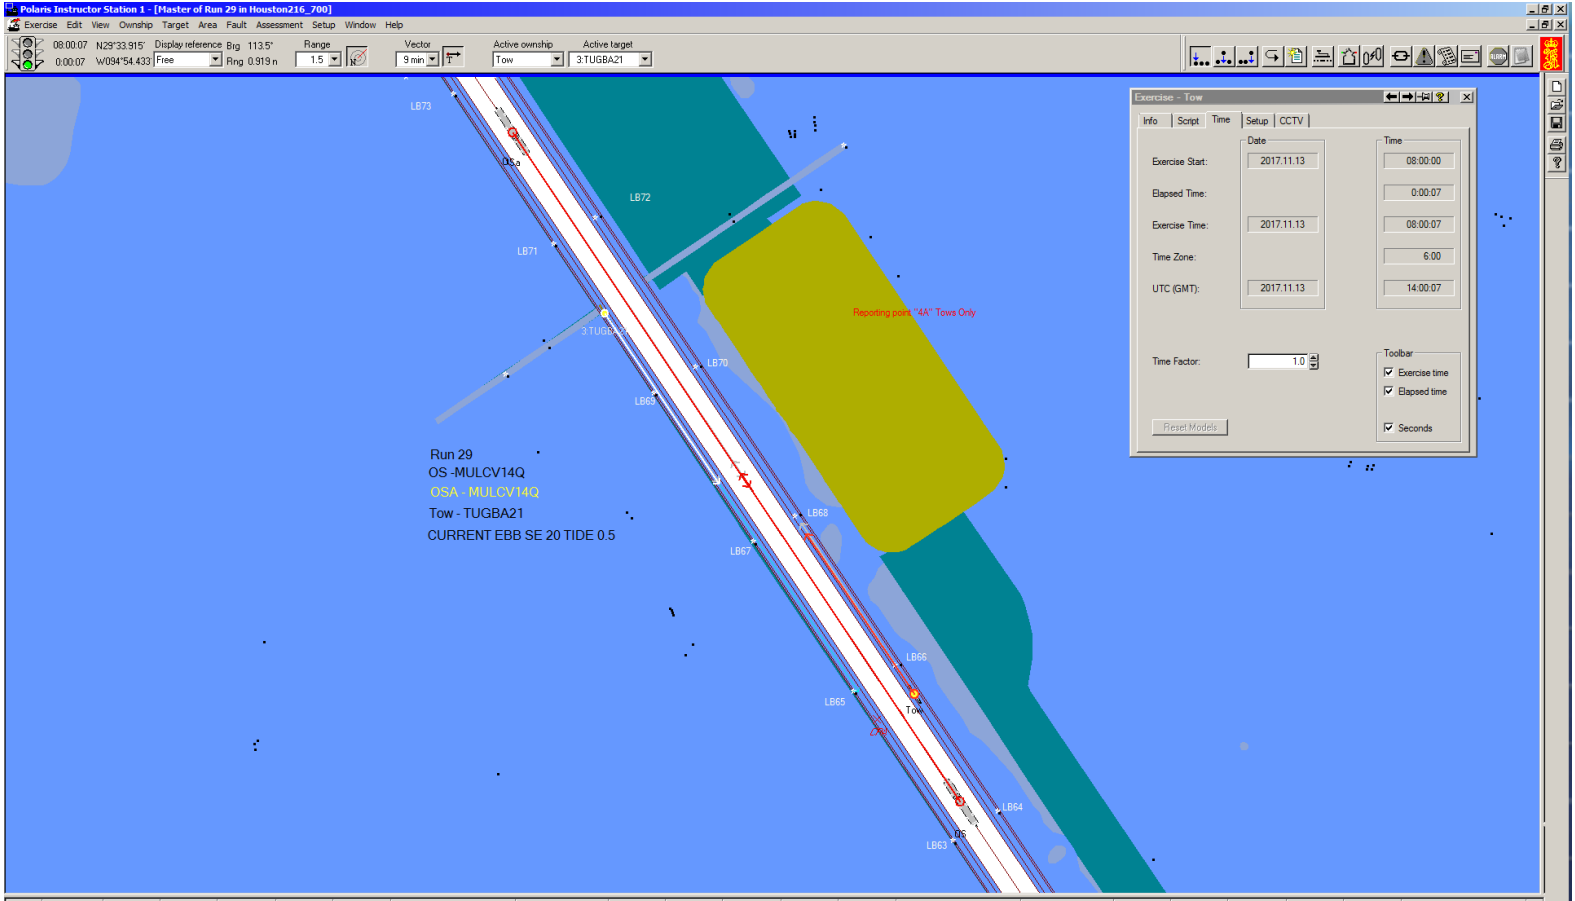 Polaris Instructor Station 1 - [Master of Run 29 in Houston216_700]
Exercise Edit View Ownship Target Area Fault Assessment Setup Window Help
08:00:07 N29°33.915' Display reference Brg 113.5° Range Vector Active ownship Active target
0:00:07 W094°54.433' Free Rng 0.919 n 1.5 9 min Tow 3:TUGBA21
ALARM
LB73
OSa
LB72
LB71
3:TUGBA21
Reporting point "4A" Tows Only
LB70
LB69
Run 29
OS -MULCV14Q
OSA - MULCV14Q
Tow - TUGBA21
CURRENT EBB SE 20 TIDE 0.5
LB68
LB67
LB66
LB65
Tow
LB64
OS
LB63
Exercise - Tow
Info Script Time Setup CCTV
Date Time
Exercise Start: 2017.11.13 08:00:00
Elapsed Time: 0:00:07
Exercise Time: 2017.11.13 08:00:07
Time Zone: 6:00
UTC (GMT): 2017.11.13 14:00:07
Time Factor: 1.0
Toolbar
Exercise time
Elapsed time
Reset Models
Seconds